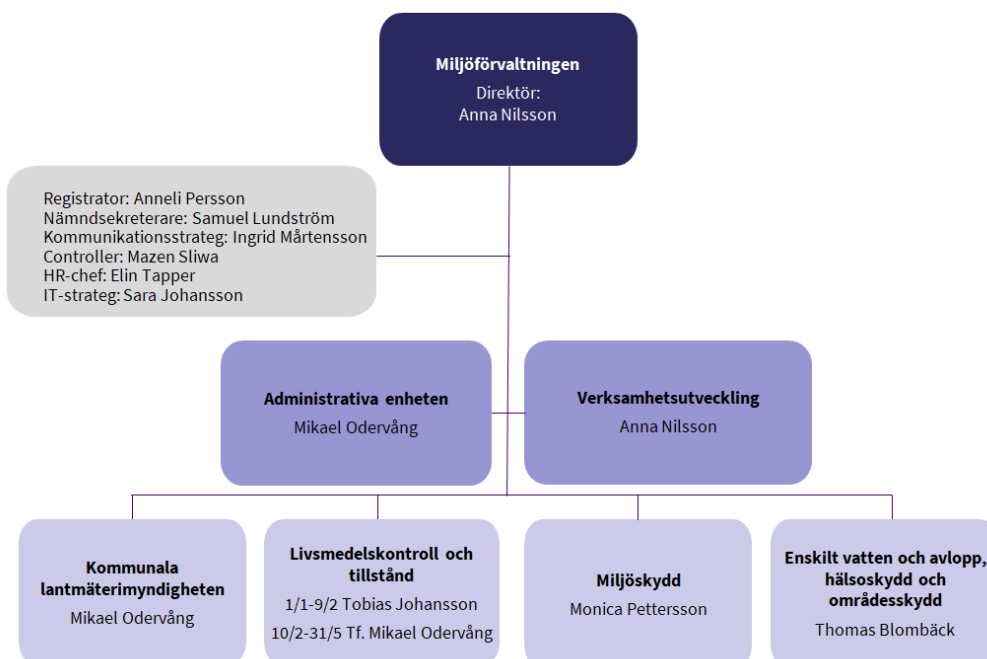 Miljöförvaltningen
Direktör:
Anna Nilsson
Registrator: Anneli Persson
Nämndsekreterare: Samuel Lundström
Kommunikationsstrateg: Ingrid Mårtensson
Controller: Mazen Sliwa
HR-chef: Elin Tapper
IT-strateg: Sara Johansson
Administrativa enheten
Mikael Odervång
Verksamhetsutveckling
Anna Nilsson
Kommunala
lantmäterimyndigheten
Mikael Odervång
Livsmedelskontroll och
tillstånd
1/1-9/2 Tobias Johansson
10/2-31/5 Tf. Mikael Odervång
Miljöskydd
Monica Pettersson
Enskilt vatten och avlopp,
hälsoskydd och
områdesskydd
Thomas Blombäck